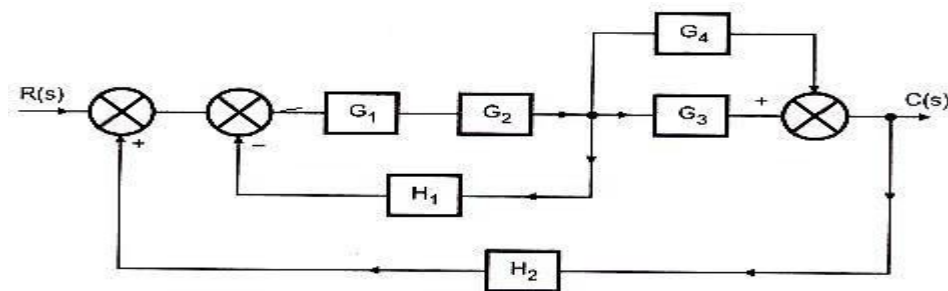 G₄
R(s)
G₁
G₂
G₃
+
C(s)
+
−
H₁
H₂